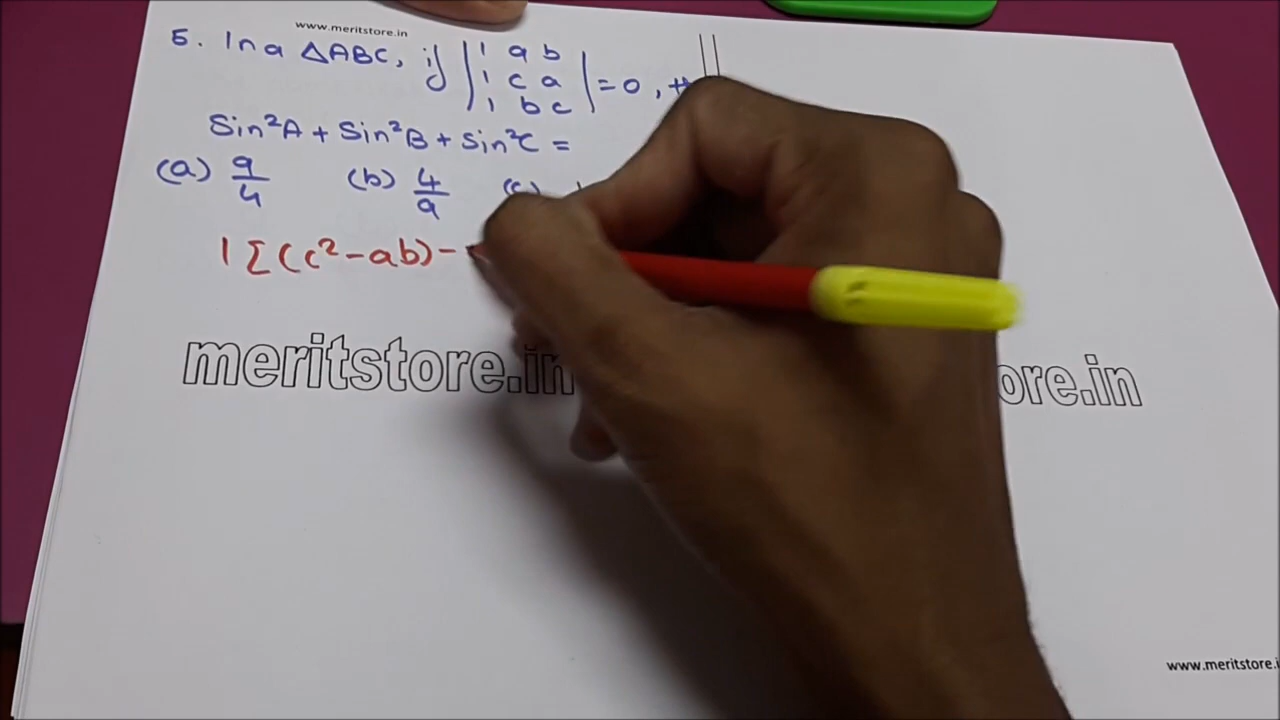 www.meritstore.in
5. In a ΔABC, if | 1 a b
1 c a
1 b c | = 0,
Sin²A + Sin²B + Sin²C =
(a) 9/4 (b) 4/9 (c)
1 [(c² - ab) -
meritstore.in
ore.in
www.meritstore.i